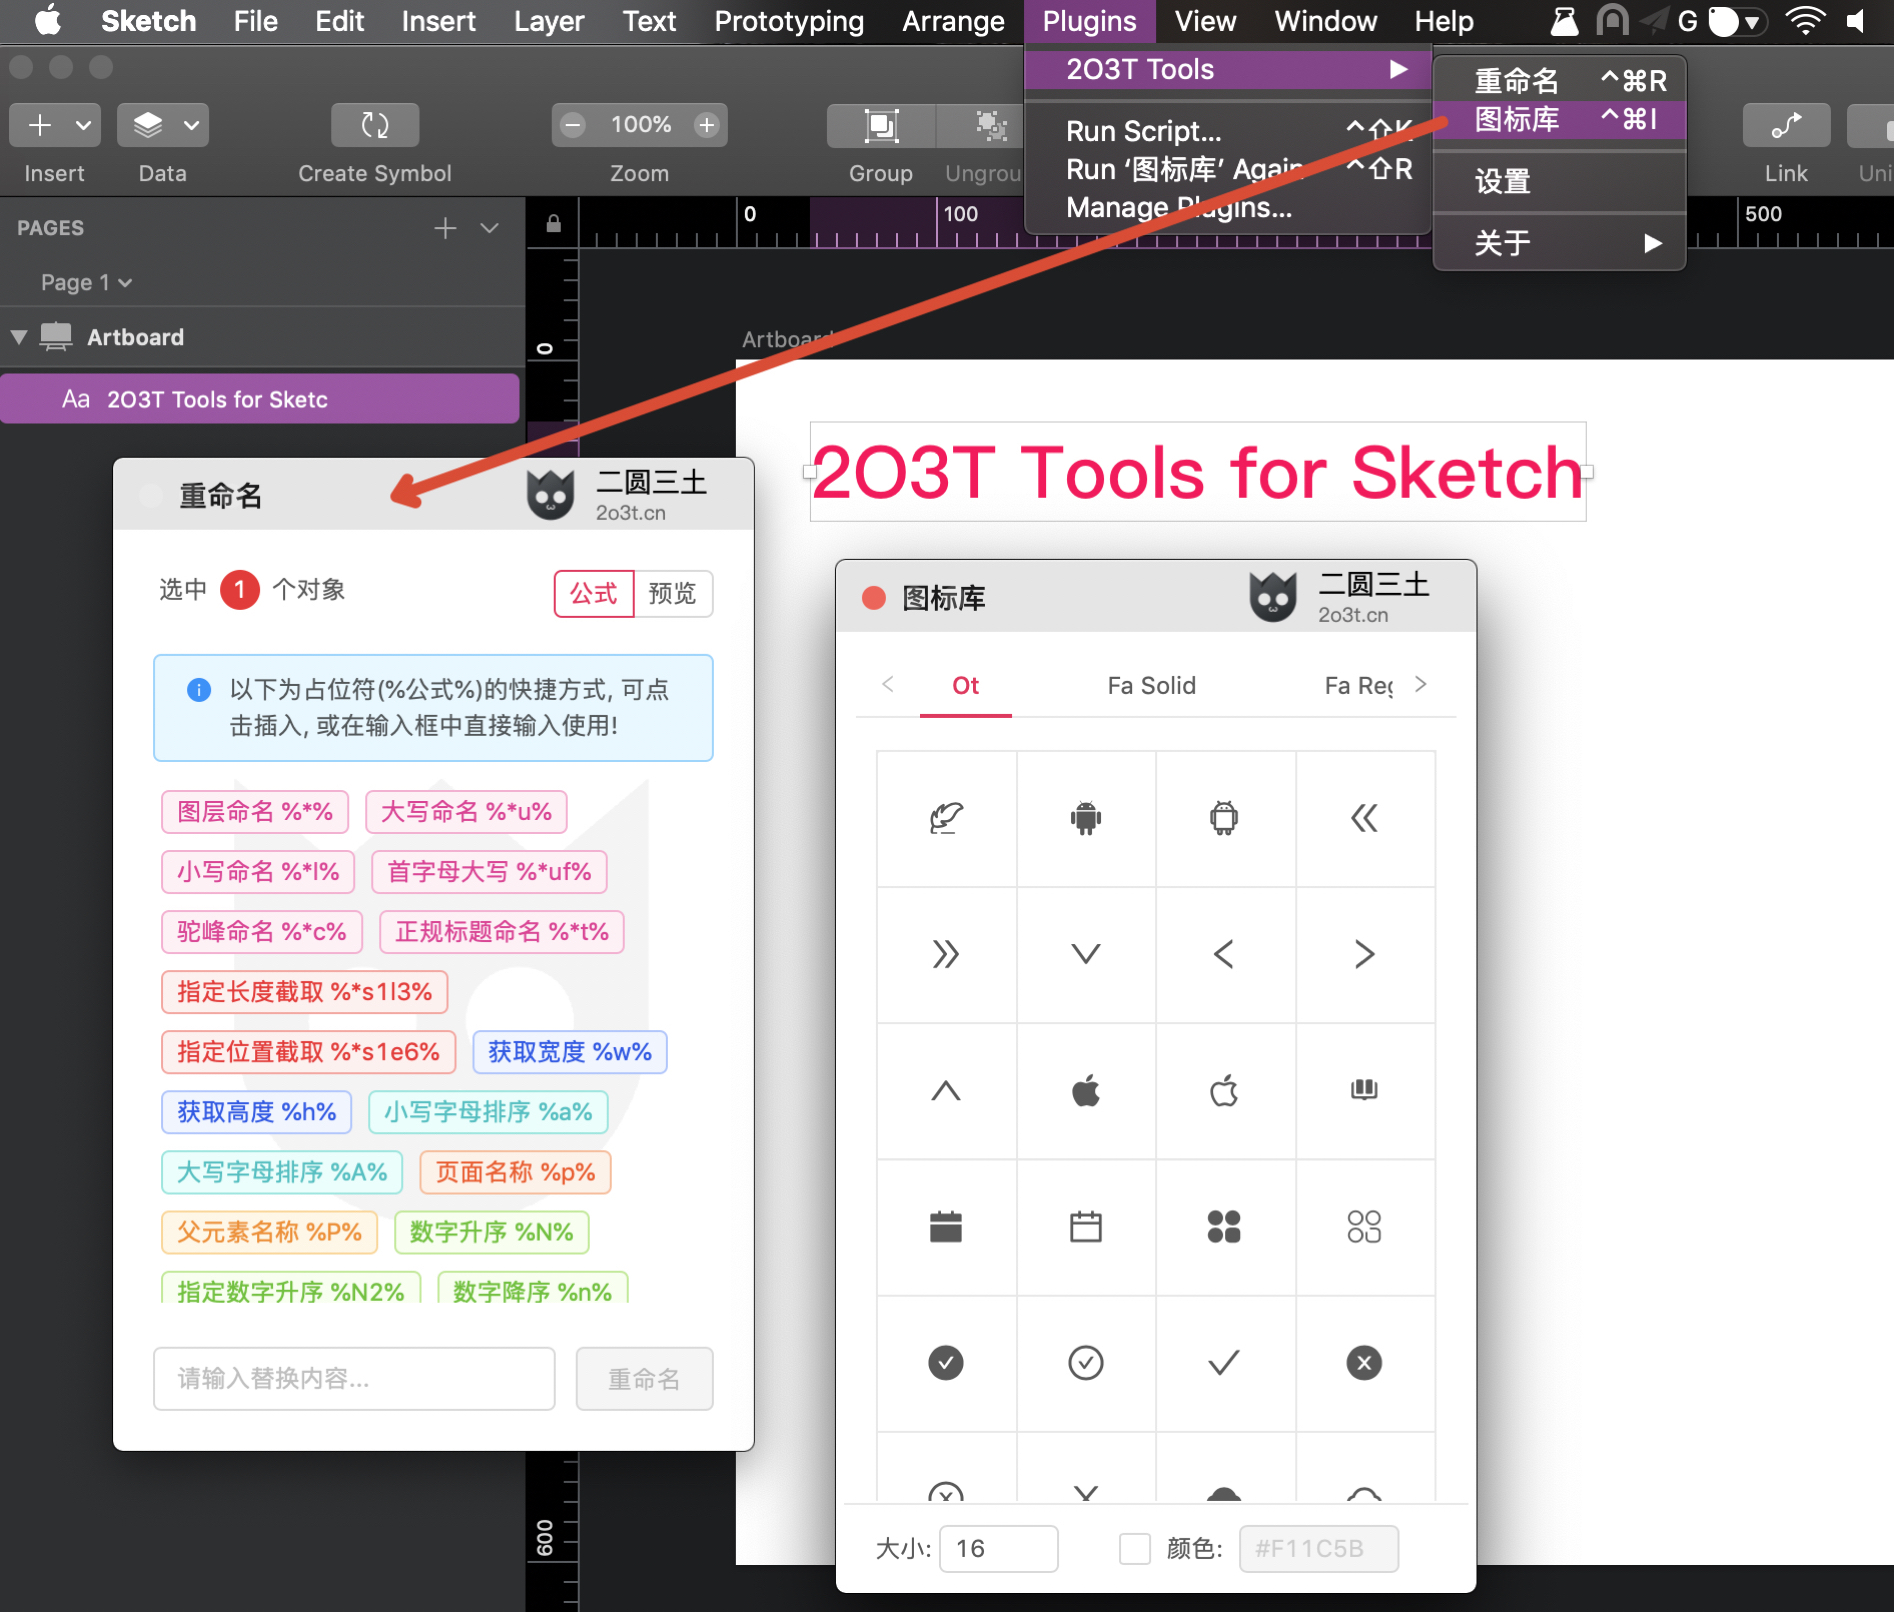 Sketch File Edit Insert Layer Text Prototyping Arrange Plugins View Window Help G
2O3T Tools
Run Script... ^⇧K
Run ‘图标库’ Again ^⇧R
Manage Plugins...
重命名 ^⌘R
图标库 ^⌘I
设置
关于
100%
Insert Data Create Symbol Zoom Group Ungrou Link Uni
PAGES
Page 1
Artboard
Aa 2O3T Tools for Sketc
0 100 500
0
600
Artboard
2O3T Tools for Sketch
重命名
二圆三土
2o3t.cn
选中 1 个对象
公式 预览
以下为占位符(%公式%)的快捷方式, 可点
击插入, 或在输入框中直接输入使用!
图层命名 %*% 大写命名 %*u%
小写命名 %*l% 首字母大写 %*uf%
驼峰命名 %*c% 正规标题命名 %*t%
指定长度截取 %*s1l3%
指定位置截取 %*s1e6% 获取宽度 %w%
获取高度 %h% 小写字母排序 %a%
大写字母排序 %A% 页面名称 %p%
父元素名称 %P% 数字升序 %N%
指定数字升序 %N2% 数字降序 %n%
请输入替换内容... 重命名
图标库
二圆三土
2o3t.cn
Ot Fa Solid Fa Reg
大小: 16 颜色: #F11C5B